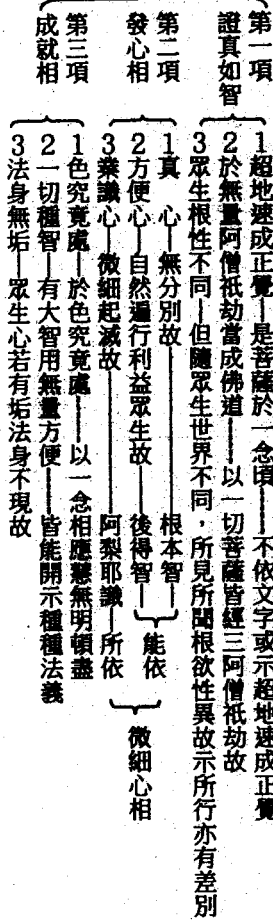 第一項 證真如智
1超地速成正覺—是菩薩於一念頃—不依文字或示超地速成正覺
2於無量阿僧祇劫當成佛道—以一切菩薩皆經三阿僧祇劫故
3眾生根性不同—但隨眾生世界不同,所見所聞根欲性異故示所行亦有差別
第二項 發心相
1真 心—無分別故—根本智
2方便心—自然遍行利益眾生故—後得智
能依
3業識心—微細起滅故—阿梨耶識—所依
微細心相
第三項 成就相
1色究竟處—於色究竟處—以一念相應慧無明頓盡
2一切種智—有大智用無量方便—皆能開示種種法義
3法身無垢—眾生心若有垢法身不現故